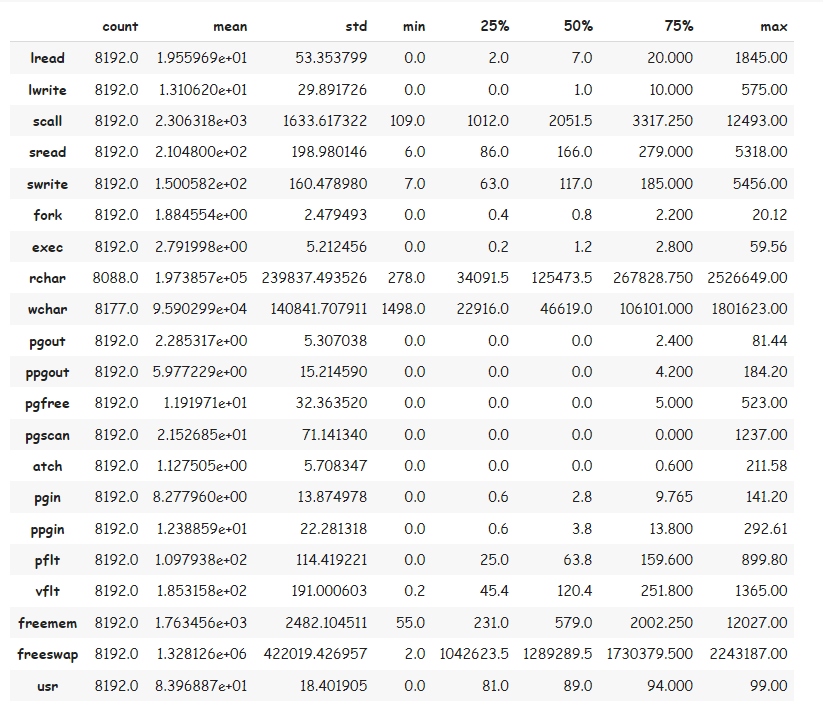 count mean std min 25% 50% 75% max
lread 8192.0 1.955969e+01 53.353799 0.0 2.0 7.0 20.000 1845.00
lwrite 8192.0 1.310620e+01 29.891726 0.0 0.0 1.0 10.000 575.00
scall 8192.0 2.306318e+03 1633.617322 109.0 1012.0 2051.5 3317.250 12493.00
sread 8192.0 2.104800e+02 198.980146 6.0 86.0 166.0 279.000 5318.00
swrite 8192.0 1.500582e+02 160.478980 7.0 63.0 117.0 185.000 5456.00
fork 8192.0 1.884554e+00 2.479493 0.0 0.4 0.8 2.200 20.12
exec 8192.0 2.791998e+00 5.212456 0.0 0.2 1.2 2.800 59.56
rchar 8088.0 1.973857e+05 239837.493526 278.0 34091.5 125473.5 267828.750 2526649.00
wchar 8177.0 9.590299e+04 140841.707911 1498.0 22916.0 46619.0 106101.000 1801623.00
pgout 8192.0 2.285317e+00 5.307038 0.0 0.0 0.0 2.400 81.44
ppgout 8192.0 5.977229e+00 15.214590 0.0 0.0 0.0 4.200 184.20
pgfree 8192.0 1.191971e+01 32.363520 0.0 0.0 0.0 5.000 523.00
pgscan 8192.0 2.152685e+01 71.141340 0.0 0.0 0.0 0.000 1237.00
atch 8192.0 1.127505e+00 5.708347 0.0 0.0 0.0 0.600 211.58
pgin 8192.0 8.277960e+00 13.874978 0.0 0.6 2.8 9.765 141.20
ppgin 8192.0 1.238859e+01 22.281318 0.0 0.6 3.8 13.800 292.61
pflt 8192.0 1.097938e+02 114.419221 0.0 25.0 63.8 159.600 899.80
vflt 8192.0 1.853158e+02 191.000603 0.2 45.4 120.4 251.800 1365.00
freemem 8192.0 1.763456e+03 2482.104511 55.0 231.0 579.0 2002.250 12027.00
freeswap 8192.0 1.328126e+06 422019.426957 2.0 1042623.5 1289289.5 1730379.500 2243187.00
usr 8192.0 8.396887e+01 18.401905 0.0 81.0 89.0 94.000 99.00